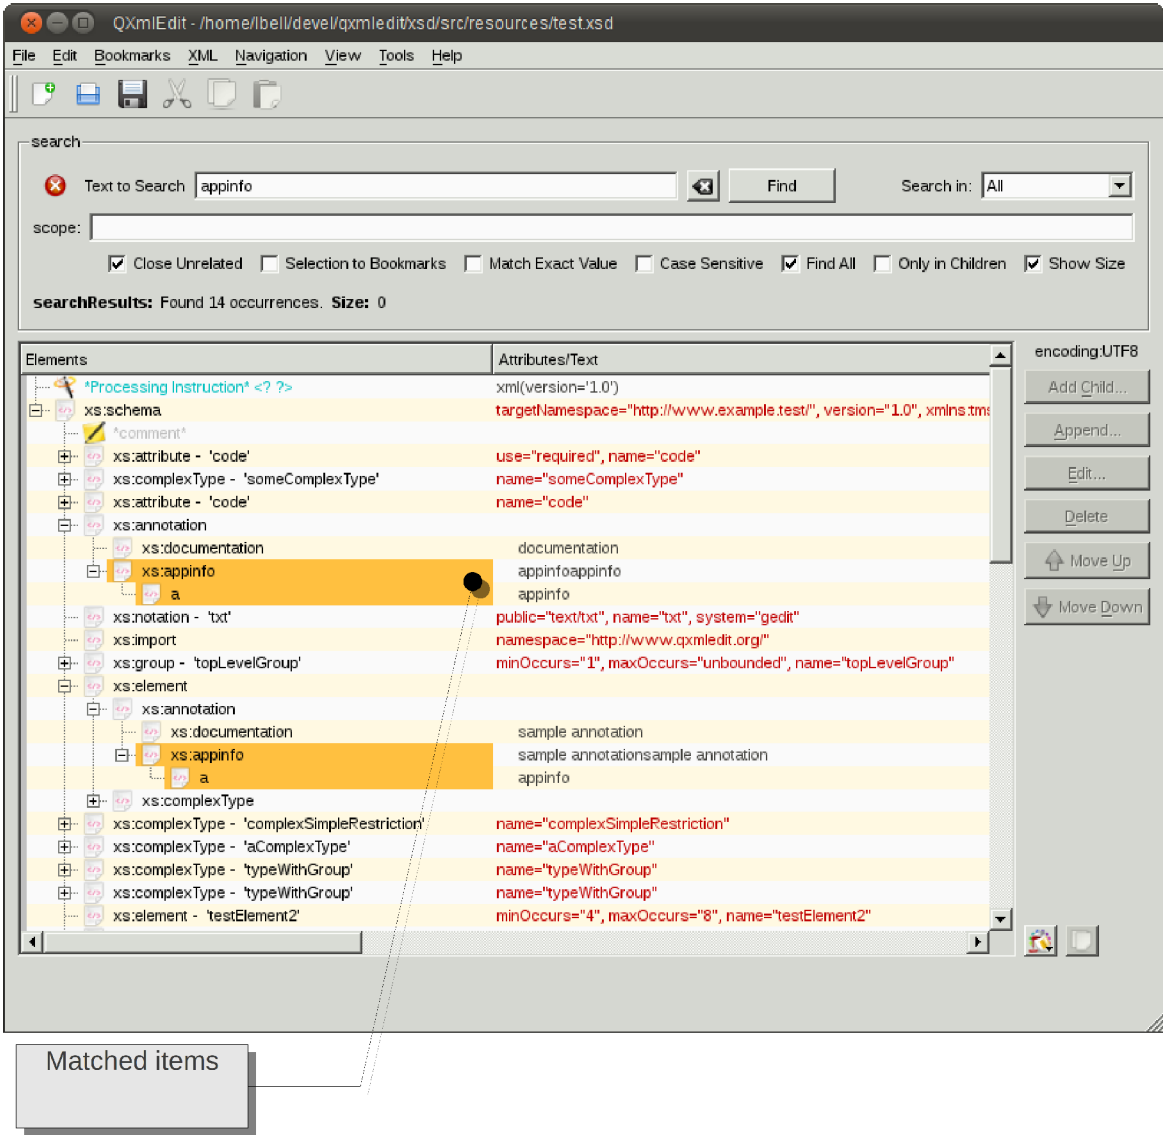 QXmlEdit - /home/lbell/devel/qxmledit/xsd/src/resources/test.xsd
File Edit Bookmarks XML Navigation View Tools Help
search
Text to Search appinfo Find Search in: All
scope:
Close Unrelated Selection to Bookmarks Match Exact Value Case Sensitive Find All Only in Children Show Size
searchResults: Found 14 occurrences. Size: 0
Elements Attributes/Text encoding:UTF8
*Processing Instruction* <? ?> xml(version='1.0') Add Child...
xs:schema targetNamespace="http://www.example.test/", version="1.0", xmlns:tms
*comment* Append...
xs:attribute - 'code' use="required", name="code"
xs:complexType - 'someComplexType' name="someComplexType" Edit...
xs:attribute - 'code' name="code"
xs:annotation Delete
xs:documentation documentation
xs:appinfo appinfoappinfo Move Up
a appinfo Move Down
xs:notation - 'txt' public="text/txt", name="txt", system="gedit"
xs:import namespace="http://www.qxmledit.org/"
xs:group - 'topLevelGroup' minOccurs="1", maxOccurs="unbounded", name="topLevelGroup"
xs:element
xs:annotation
xs:documentation sample annotation
xs:appinfo sample annotationsample annotation
a appinfo
xs:complexType
xs:complexType - 'complexSimpleRestriction' name="complexSimpleRestriction"
xs:complexType - 'aComplexType' name="aComplexType"
xs:complexType - 'typeWithGroup' name="typeWithGroup"
xs:complexType - 'typeWithGroup' name="typeWithGroup"
xs:element - 'testElement2' minOccurs="4", maxOccurs="8", name="testElement2"
Matched items